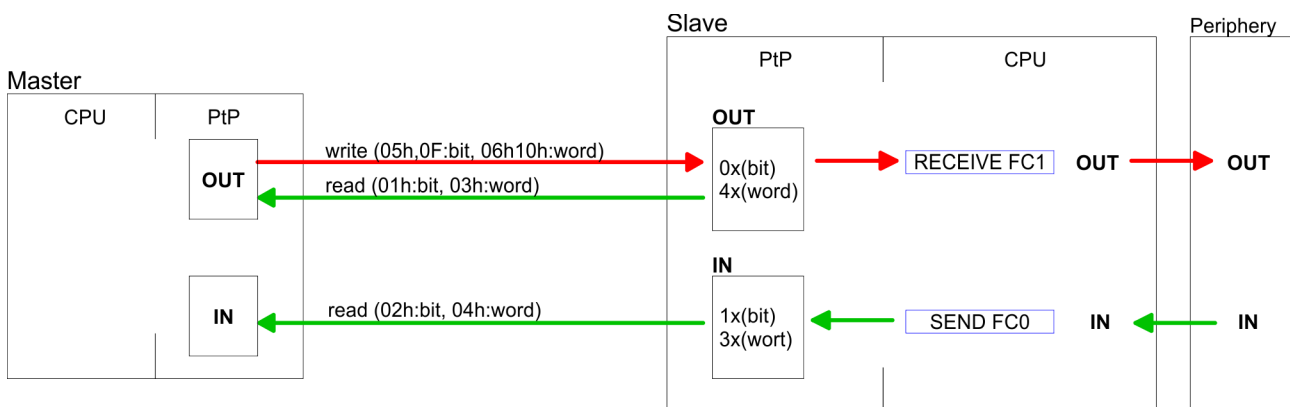 Slave
Periphery
PtP
CPU
Master
CPU
PtP
OUT
write (05h,0F:bit, 06h10h:word)
OUT
0x(bit)
RECEIVE FC1
OUT
OUT
read (01h:bit, 03h:word)
4x(word)
IN
read (02h:bit, 04h:word)
IN
1x(bit)
SEND FC0
IN
IN
3x(wort)